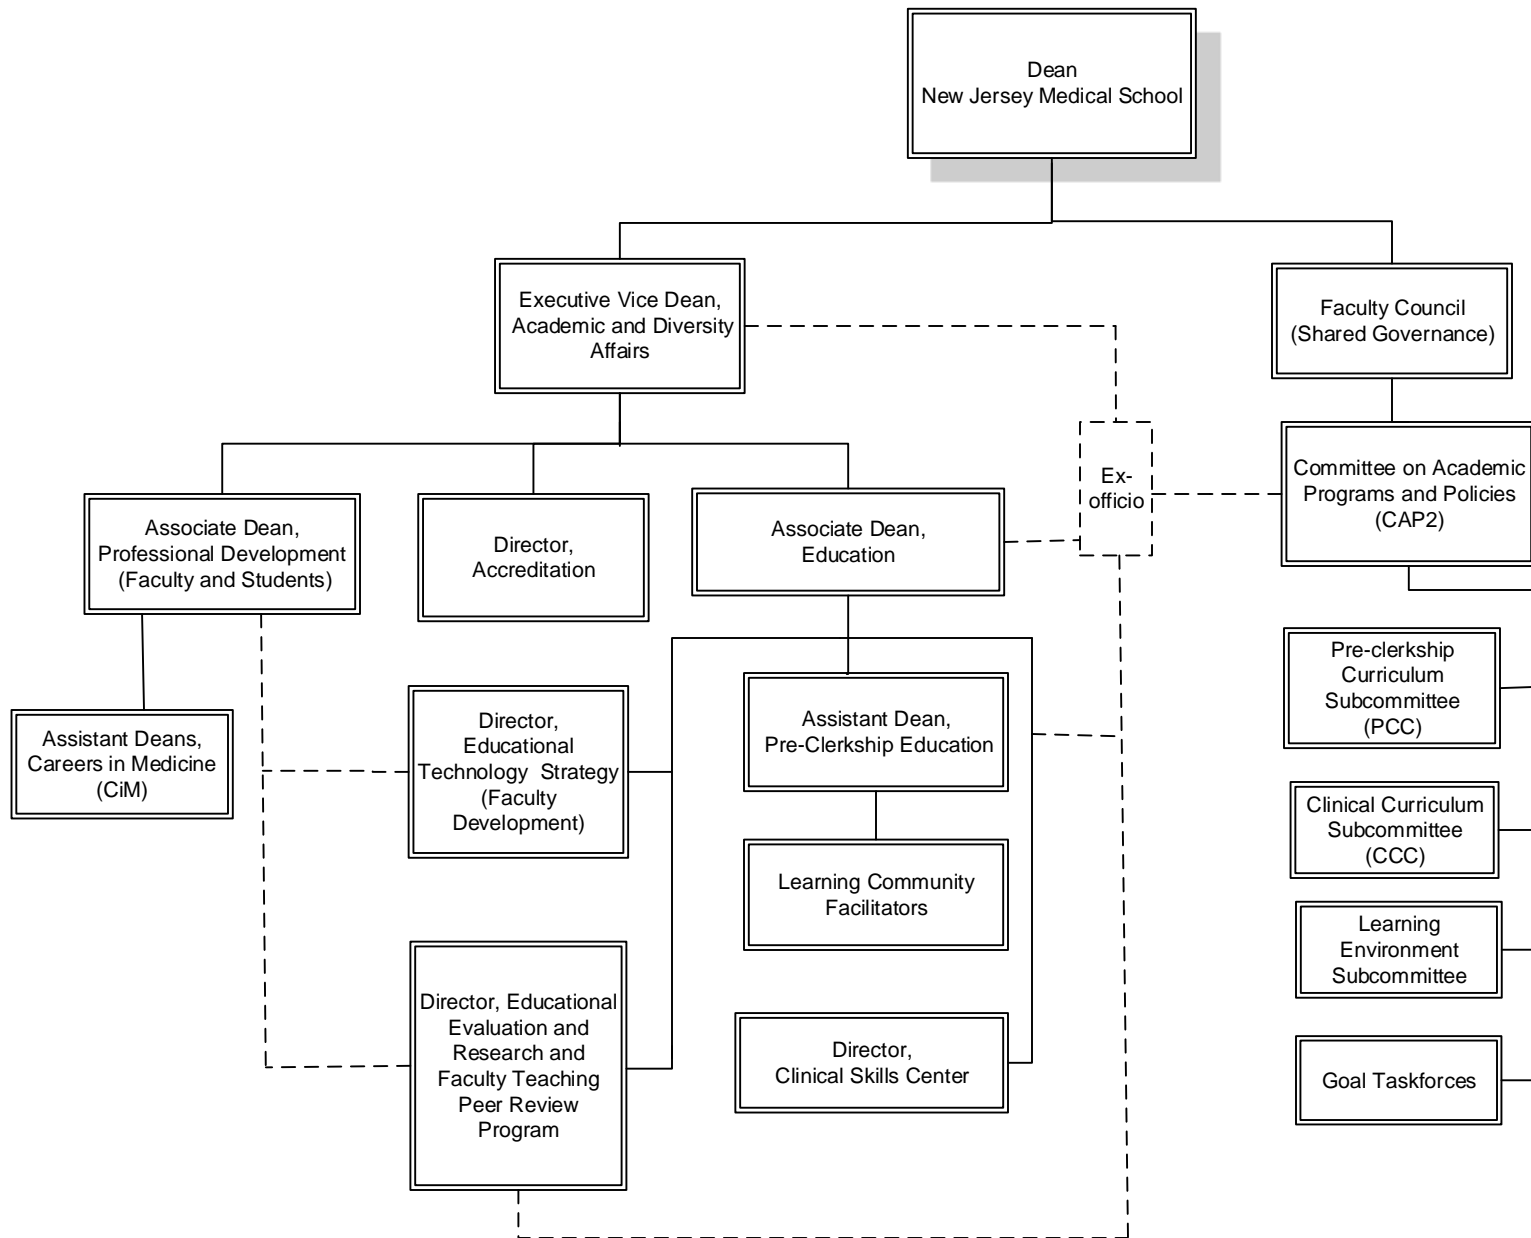 Dean
New Jersey Medical School
Executive Vice Dean,
Academic and Diversity
Affairs
Faculty Council
(Shared Governance)
Ex-
officio
Committee on Academic
Programs and Policies
(CAP2)
Associate Dean,
Professional Development
(Faculty and Students)
Director,
Accreditation
Associate Dean,
Education
Pre-clerkship
Curriculum
Subcommittee
(PCC)
Assistant Deans,
Careers in Medicine
(CiM)
Director,
Educational
Technology Strategy
(Faculty
Development)
Assistant Dean,
Pre-Clerkship Education
Clinical Curriculum
Subcommittee
(CCC)
Learning Community
Facilitators
Learning
Environment
Subcommittee
Director, Educational
Evaluation and
Research and
Faculty Teaching
Peer Review
Program
Director,
Clinical Skills Center
Goal Taskforces